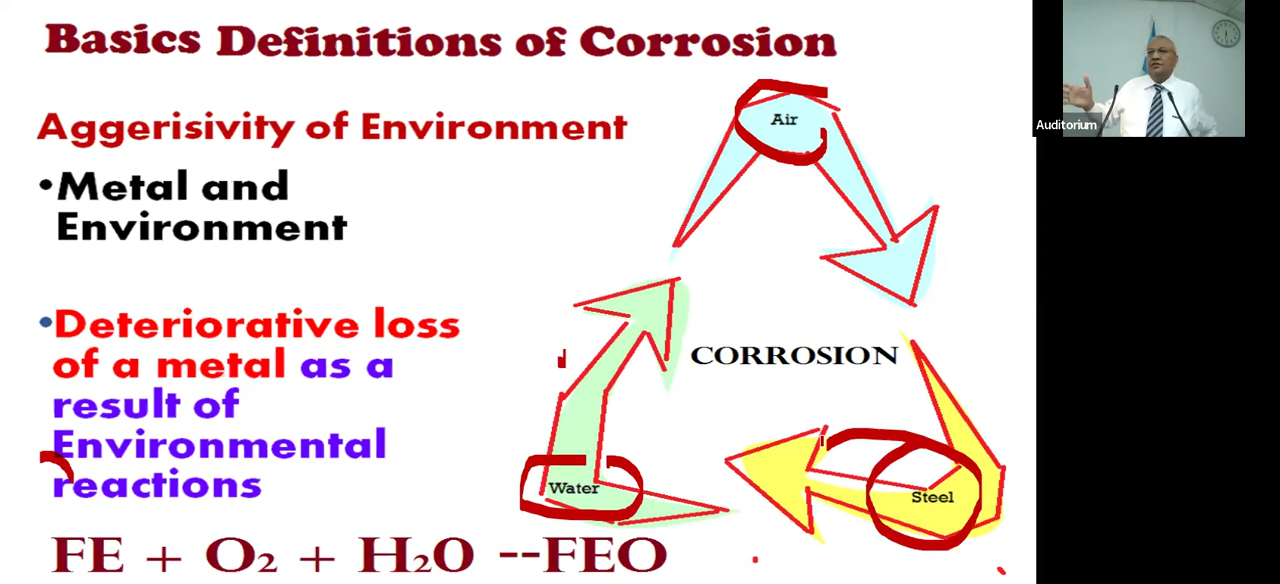 Basics Definitions of Corrosion
Aggerisivity of Environment
•Metal and
Environment
•Deteriorative loss
of a metal as a
result of
Environmental
reactions
FE + O2 + H2O --FEO
Air
CORROSION
Water
Steel
Auditorium